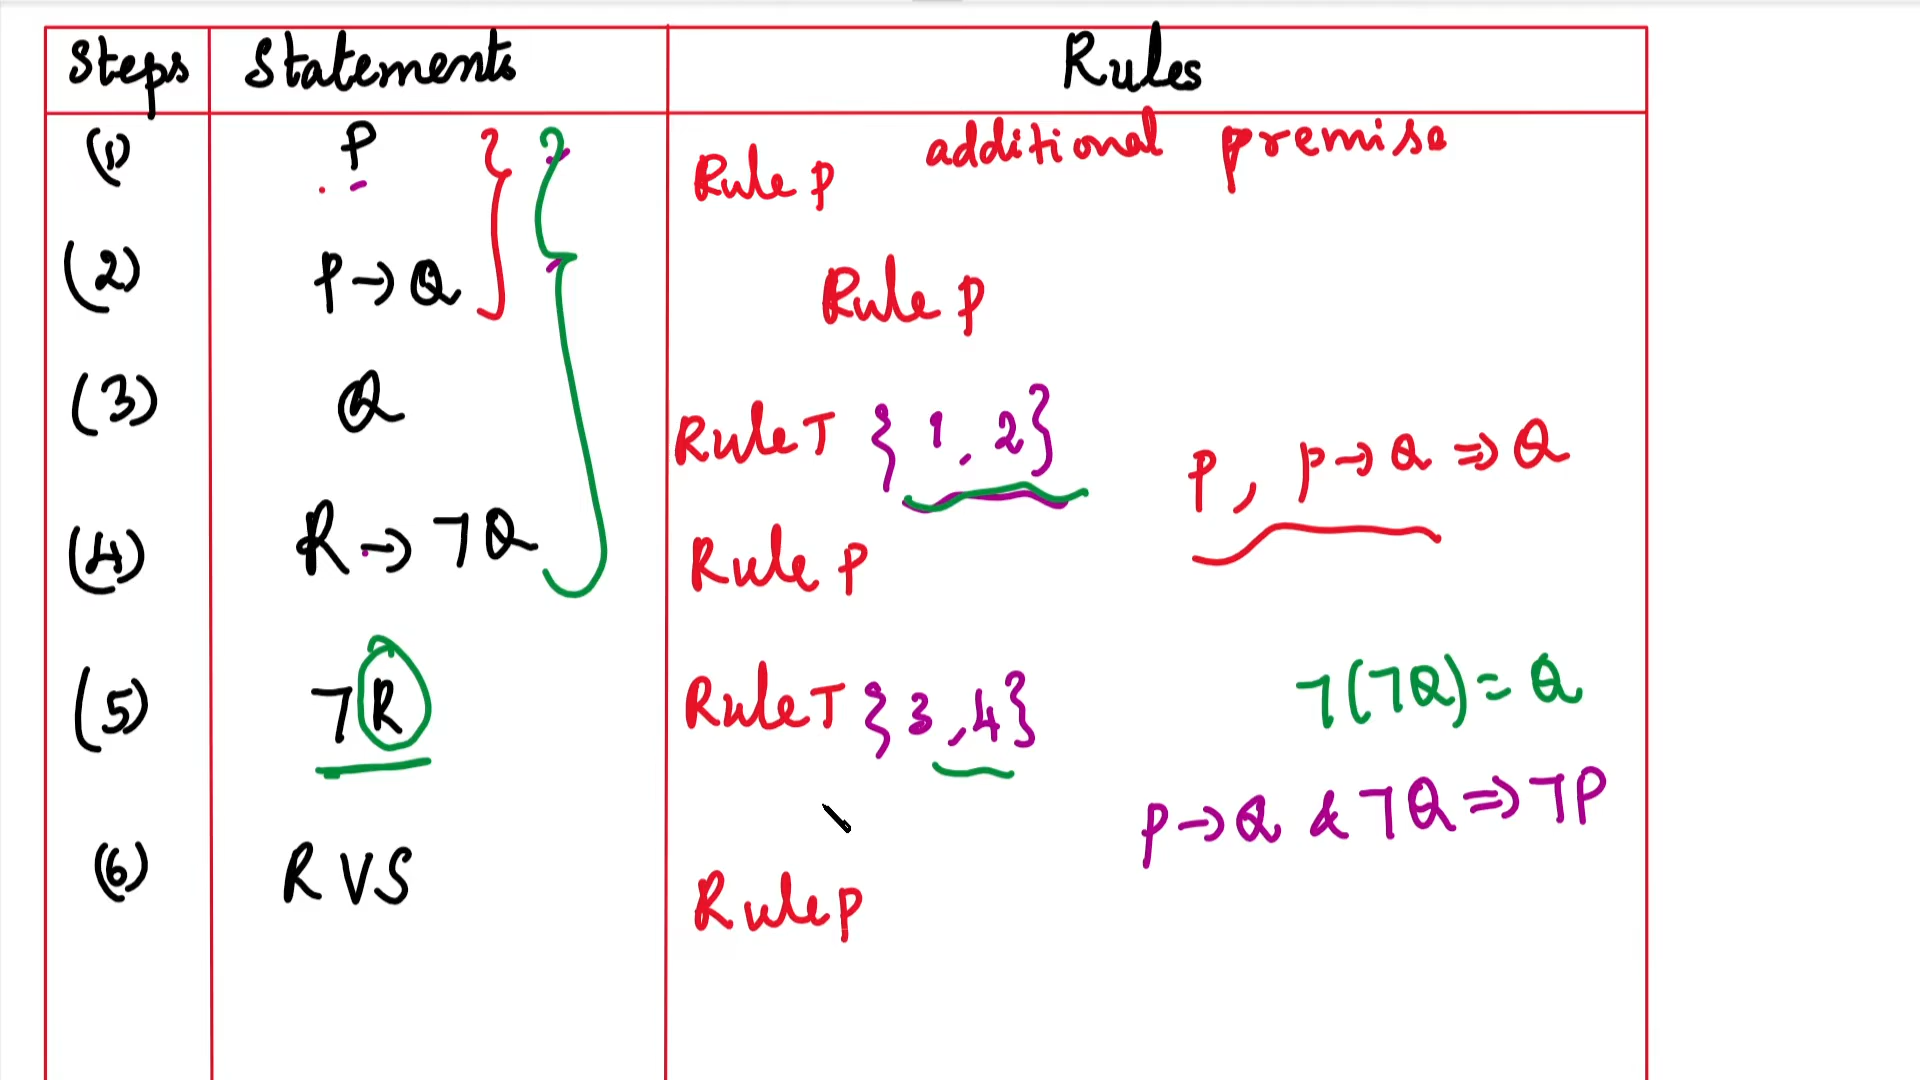 Steps Statements Rules
(1) P Rule P additional premise
(2) P → Q Rule P
(3) Q Rule T { 1, 2 } P, P → Q ⇒ Q
(4) R → ¬Q Rule P
(5) ¬R Rule T { 3, 4 } ¬(¬Q) = Q
P → Q & ¬Q ⇒ ¬P
(6) R V S Rule P